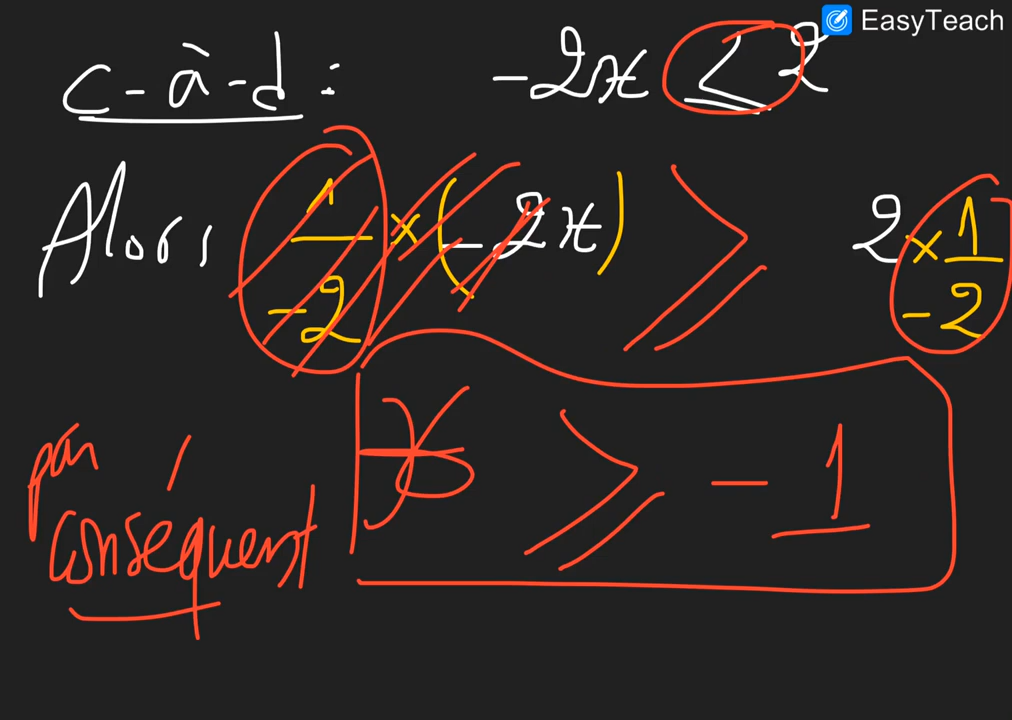 EasyTeach
c-à-d : -2x ≤ 2
Alors 1/-2 × (-2x) ≥ 2 × 1/-2
par conséquent x ≥ -1